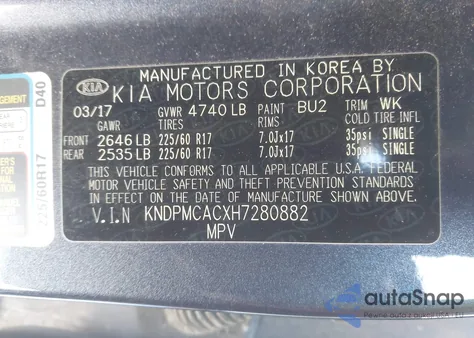 MANUFACTURED IN KOREA BY
KIA KIA MOTORS CORPORATION
03/17 GVWR 4740 LB PAINT BU2 TRIM WK
GAWR TIRES RIMS COLD TIRE INFL
FRONT 2646 LB 225/60 R17 7.0Jx17 35psi SINGLE
REAR 2535 LB 225/60 R17 7.0Jx17 35psi SINGLE
THIS VEHICLE CONFORMS TO ALL APPLICABLE U.S.A. FEDERAL
MOTOR VEHICLE SAFETY AND THEFT PREVENTION STANDARDS
IN EFFECT ON THE DATE OF MANUFACTURE SHOWN ABOVE.
V.I.N KNDPMCACXH7280882
MPV
D40
225/60R17
autoSnap